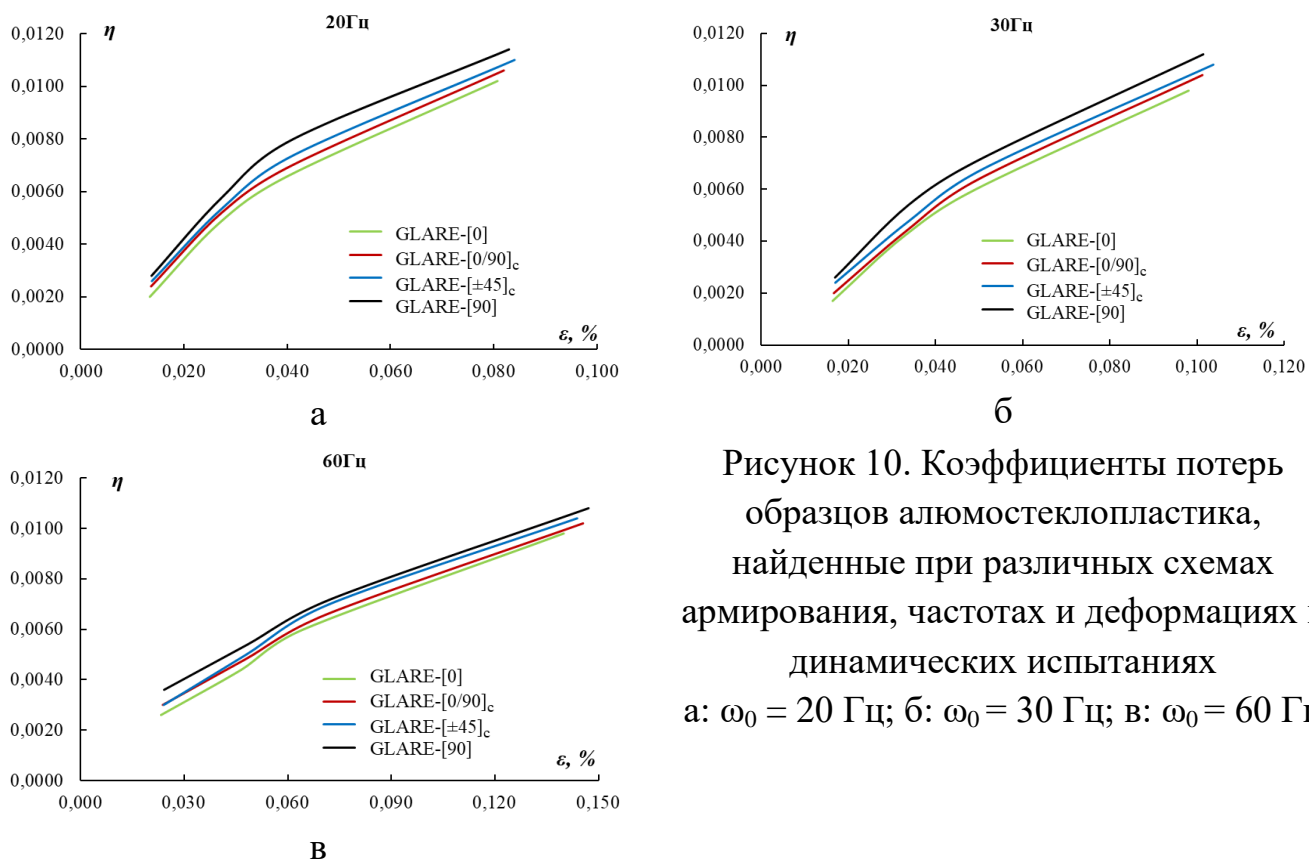 20Гц
η
0,0120
0,0100
0,0080
0,0060
0,0040
0,0020
0,0000
GLARE-[0]
GLARE-[0/90]c
GLARE-[±45]c
GLARE-[90]
ε, %
0,000 0,020 0,040 0,060 0,080 0,100
а
30Гц
η
0,0120
0,0100
0,0080
0,0060
0,0040
0,0020
0,0000
GLARE-[0]
GLARE-[0/90]c
GLARE-[±45]c
GLARE-[90]
ε, %
0,000 0,020 0,040 0,060 0,080 0,100 0,120
б
60Гц
η
0,0120
0,0100
0,0080
0,0060
0,0040
0,0020
0,0000
GLARE-[0]
GLARE-[0/90]c
GLARE-[±45]c
GLARE-[90]
ε, %
0,000 0,030 0,060 0,090 0,120 0,150
в
Рисунок 10. Коэффициенты потерь
образцов алюмостеклопластика,
найденные при различных схемах
армирования, частотах и деформациях
динамических испытаниях
а: ω0 = 20 Гц; б: ω0 = 30 Гц; в: ω0 = 60